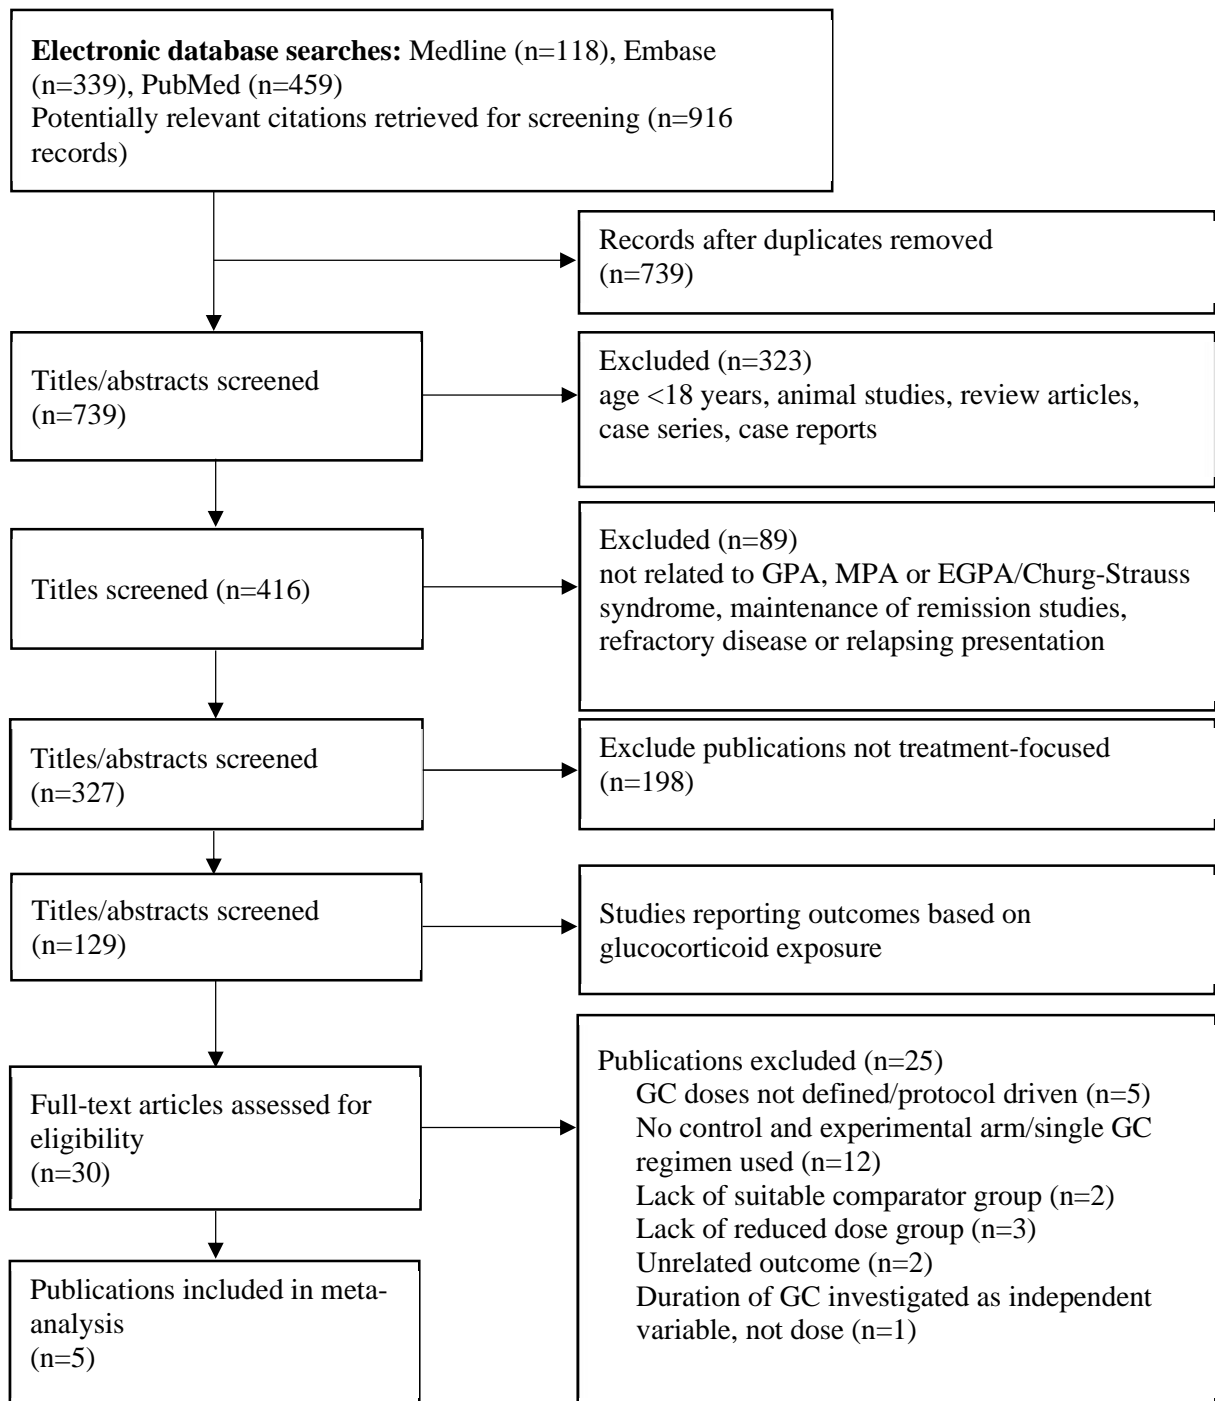 Electronic database searches: Medline (n=118), Embase
(n=339), PubMed (n=459)
Potentially relevant citations retrieved for screening (n=916
records)
Records after duplicates removed
(n=739)
Titles/abstracts screened
(n=739)
Excluded (n=323)
age <18 years, animal studies, review articles,
case series, case reports
Titles screened (n=416)
Excluded (n=89)
not related to GPA, MPA or EGPA/Churg-Strauss
syndrome, maintenance of remission studies,
refractory disease or relapsing presentation
Titles/abstracts screened
(n=327)
Exclude publications not treatment-focused
(n=198)
Titles/abstracts screened
(n=129)
Studies reporting outcomes based on
glucocorticoid exposure
Full-text articles assessed for
eligibility
(n=30)
Publications excluded (n=25)
GC doses not defined/protocol driven (n=5)
No control and experimental arm/single GC
regimen used (n=12)
Lack of suitable comparator group (n=2)
Lack of reduced dose group (n=3)
Unrelated outcome (n=2)
Duration of GC investigated as independent
variable, not dose (n=1)
Publications included in meta-
analysis
(n=5)